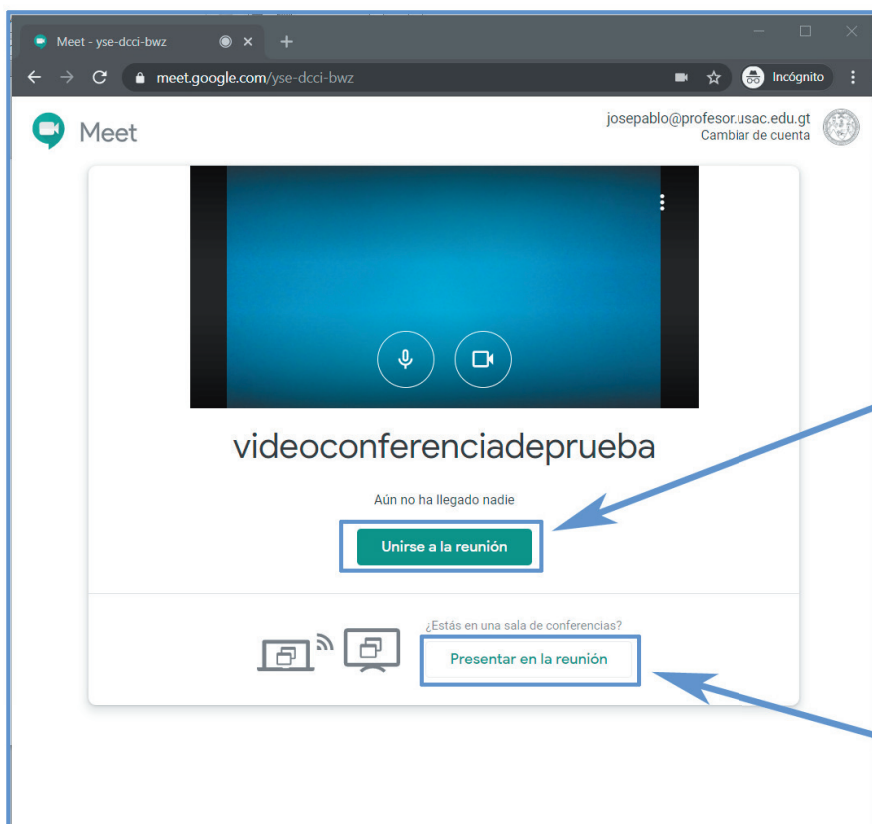 Meet - yse-dcci-bwz
meet.google.com/yse-dcci-bwz
Incógnito
Meet
josepablo@profesor.usac.edu.gt
Cambiar de cuenta
videoconferenciadeprueba
Aún no ha llegado nadie
Unirse a la reunión
¿Estás en una sala de conferencias?
Presentar en la reunión